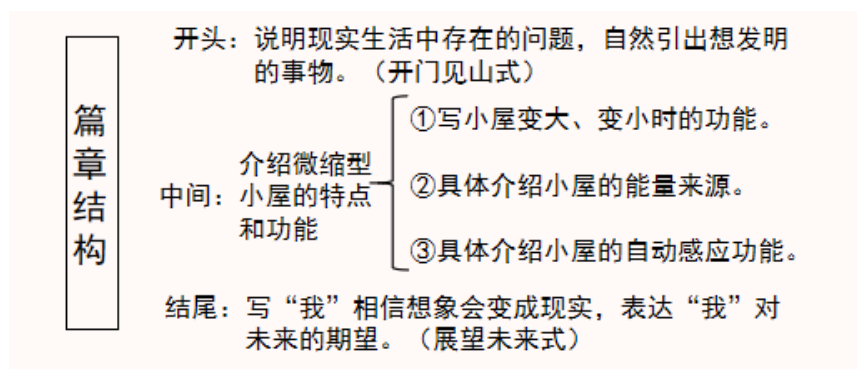 篇章结构
开头：说明现实生活中存在的问题，自然引出想发明
的事物。（开门见山式）
中间：
介绍微缩型
小屋的特点
和功能
①写小屋变大、变小时的功能。
②具体介绍小屋的能量来源。
③具体介绍小屋的自动感应功能。
结尾：写“我”相信想象会变成现实，表达“我”对
未来的期望。（展望未来式）